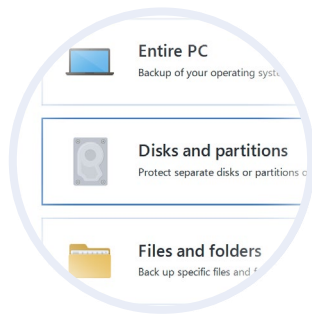 Entire PC
Backup of your operating
Disks and partitions
Protect separate disks or partitions
Files and folders
Back up specific files and